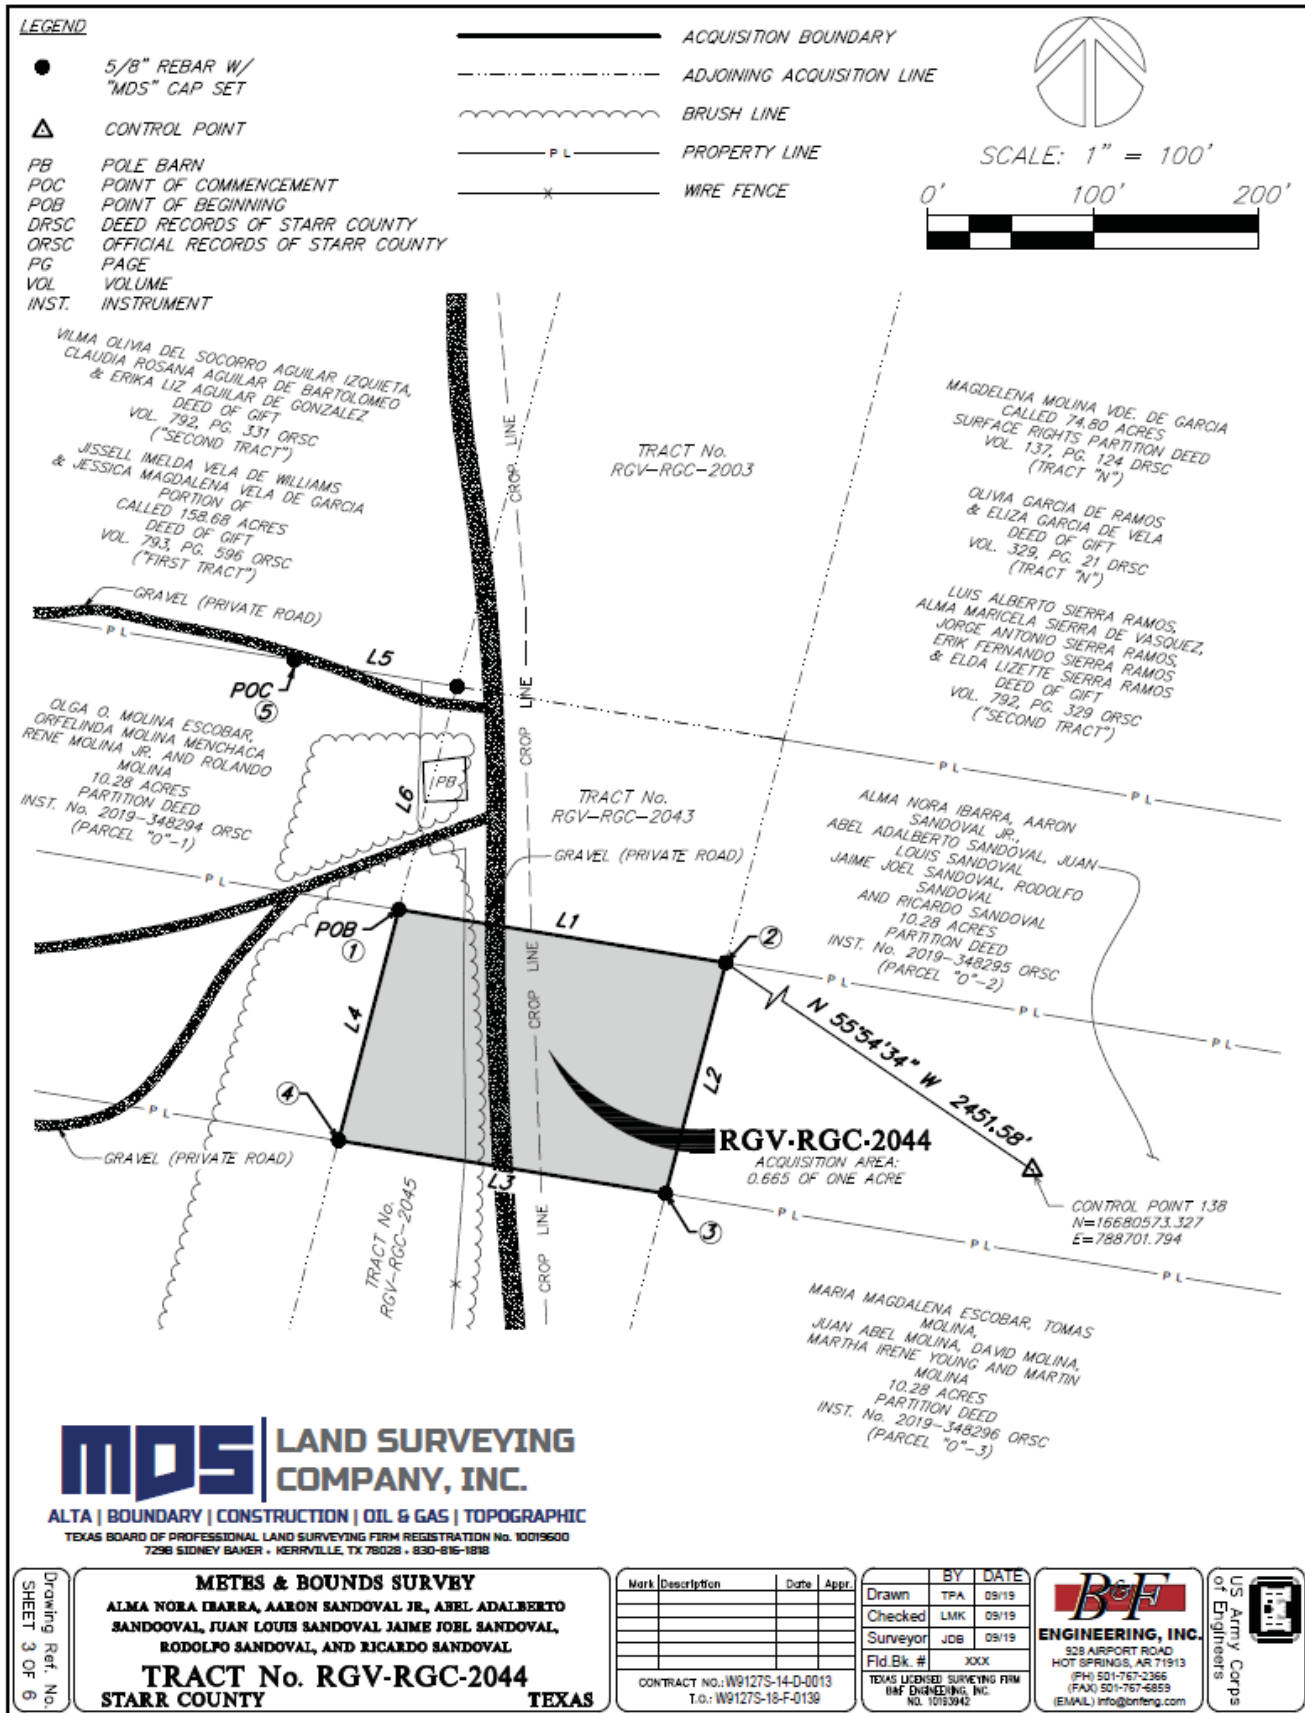 LEGEND
5/8" REBAR W/
"MDS" CAP SET
CONTROL POINT
PB POLE BARN
POC POINT OF COMMENCEMENT
POB POINT OF BEGINNING
DRSC DEED RECORDS OF STARR COUNTY
ORSC OFFICIAL RECORDS OF STARR COUNTY
PG PAGE
VOL VOLUME
INST. INSTRUMENT
ACQUISITION BOUNDARY
ADJOINING ACQUISITION LINE
BRUSH LINE
P L PROPERTY LINE
X WIRE FENCE
SCALE: 1" = 100'
0' 100' 200'
VILMA OLIVIA DEL SOCORRO AGUILAR IZQUIETA,
CLAUDIA ROSANA AGUILAR DE BARTOLOMEO
& ERIKA LIZ AGUILAR DE GONZALEZ
DEED OF GIFT
VOL. 792, PG. 331 ORSC
("SECOND TRACT")
JISSELL IMELDA VELA DE WILLIAMS
& JESSICA MAGDALENA VELA DE GARCIA
PORTION OF
CALLED 158.68 ACRES
DEED OF GIFT
VOL. 793, PG. 596 ORSC
("FIRST TRACT")
CROP LINE
TRACT No.
RGV-RGC-2003
MAGDELENA MOLINA VDE. DE GARCIA
CALLED 74.80 ACRES
SURFACE RIGHTS PARTITION DEED
VOL. 137, PG. 124 DRSC
(TRACT "N")
OLIVIA GARCIA DE RAMOS
& ELIZA GARCIA DE VELA
DEED OF GIFT
VOL. 329, PG. 21 DRSC
(TRACT "N")
LUIS ALBERTO SIERRA RAMOS,
ALMA MARICELA SIERRA DE VASQUEZ,
JORGE ANTONIO SIERRA RAMOS,
ERIK FERNANDO SIERRA RAMOS
& ELDA LIZETTE SIERRA RAMOS
DEED OF GIFT
VOL. 792, PG. 329 ORSC
("SECOND TRACT")
GRAVEL (PRIVATE ROAD)
P L
L5
POC
5
CROP LINE
OLGA O. MOLINA ESCOBAR,
ORFELINDA MOLINA MENCHACA
RENE MOLINA JR. AND ROLANDO
MOLINA
10.28 ACRES
PARTITION DEED
INST. No. 2019-348294 ORSC
(PARCEL "O"-1)
L6
PB
TRACT No.
RGV-RGC-2043
P L
P L
GRAVEL (PRIVATE ROAD)
ALMA NORA IBARRA, AARON
SANDOVAL JR.,
ABEL ADALBERTO SANDOVAL, JUAN
LOUIS SANDOVAL
JAIME JOEL SANDOVAL, RODOLFO
SANDOVAL
AND RICARDO SANDOVAL
10.28 ACRES
PARTITION DEED
INST. No. 2019-348295 ORSC
(PARCEL "O"-2)
P L
POB
1
L1
2
P L
P L
P L
CROP LINE
N 55°54'34" W 2451.58'
L4
L2
4
P L
RGV-RGC-2044
ACQUISITION AREA:
0.665 OF ONE ACRE
GRAVEL (PRIVATE ROAD)
L3
3
CONTROL POINT 138
N=16680573.327
E=788701.794
P L
P L
P L
TRACT No.
RGV-RGC-2045
X
CROP LINE
MARIA MAGDALENA ESCOBAR, TOMAS
MOLINA,
JUAN ABEL MOLINA, DAVID MOLINA,
MARTHA IRENE YOUNG AND MARTIN
MOLINA
10.28 ACRES
PARTITION DEED
INST. No. 2019-348296 ORSC
(PARCEL "O"-3)
MDS LAND SURVEYING
COMPANY, INC.
ALTA | BOUNDARY | CONSTRUCTION | OIL & GAS | TOPOGRAPHIC
TEXAS BOARD OF PROFESSIONAL LAND SURVEYING FIRM REGISTRATION No. 10019600
729B SIDNEY BAKER • KERRVILLE, TX 78028 • 830-816-1818
Drawing Ref. No.
SHEET 3 OF 6
METES & BOUNDS SURVEY
ALMA NORA IBARRA, AARON SANDOVAL JR., ABEL ADALBERTO
SANDOOVAL, JUAN LOUIS SANDOVAL JAIME JOEL SANDOVAL,
RODOLFO SANDOVAL, AND RICARDO SANDOVAL
TRACT No. RGV-RGC-2044
STARR COUNTY TEXAS
Mark Description Date Appr.
CONTRACT NO.: W9127S-14-D-0013
T.O.: W9127S-18-F-0139
BY DATE
Drawn TPA 09/19
Checked LMK 09/19
Surveyor JDB 09/19
Fld.Bk. # XXX
TEXAS LICENSED SURVEYING FIRM
B&F ENGINEERING, INC.
NO. 10193942
B&F
ENGINEERING, INC.
928 AIRPORT ROAD
HOT SPRINGS, AR 71913
(PH) 501-767-2366
(FAX) 501-767-6859
(EMAIL) info@bnfeng.com
US Army Corps
of Engineers